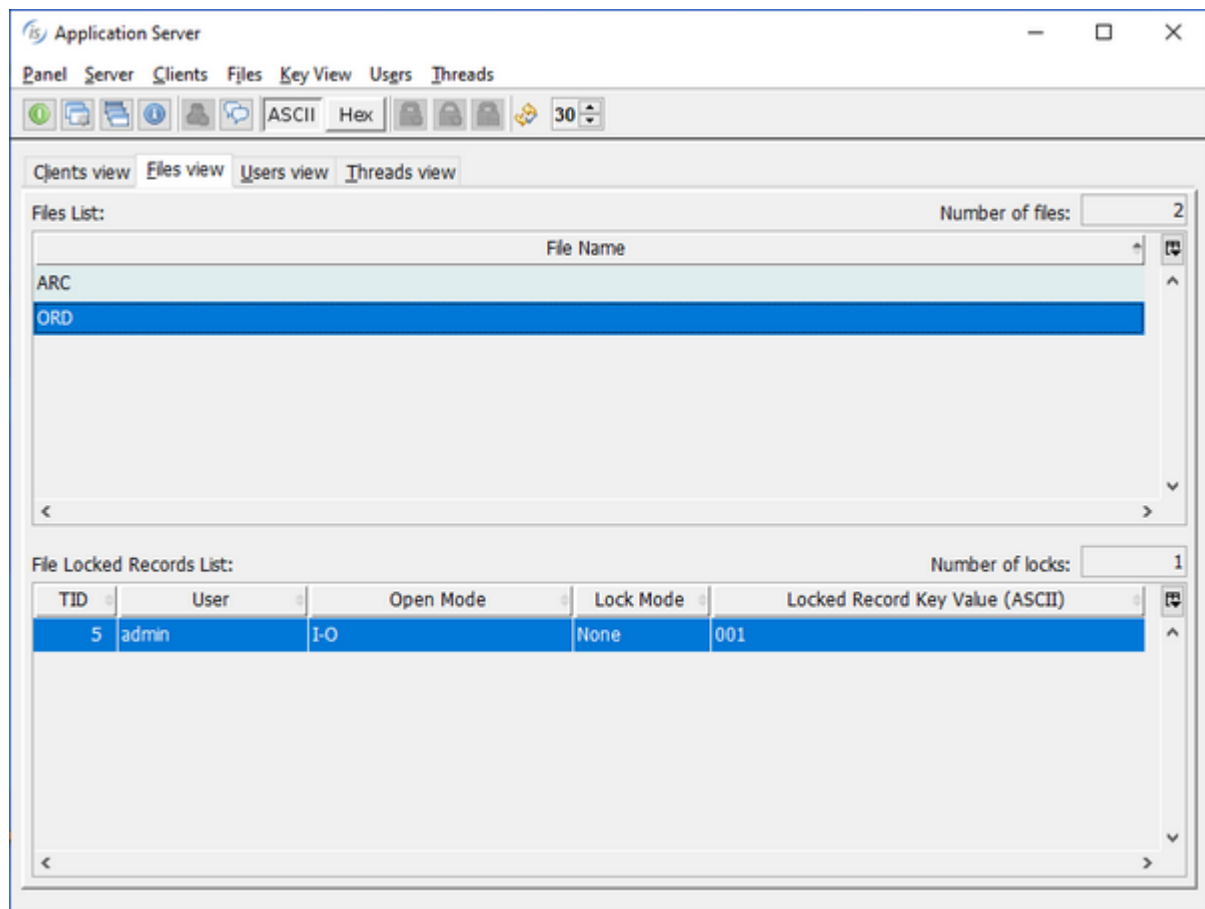 is Application Server
Panel Server Clients Files Key View Users Threads
ASCII Hex 30
Clients view Files view Users view Threads view
Files List: Number of files: 2
File Name
ARC
ORD
File Locked Records List: Number of locks: 1
TID User Open Mode Lock Mode Locked Record Key Value (ASCII)
5 admin I-O None 001